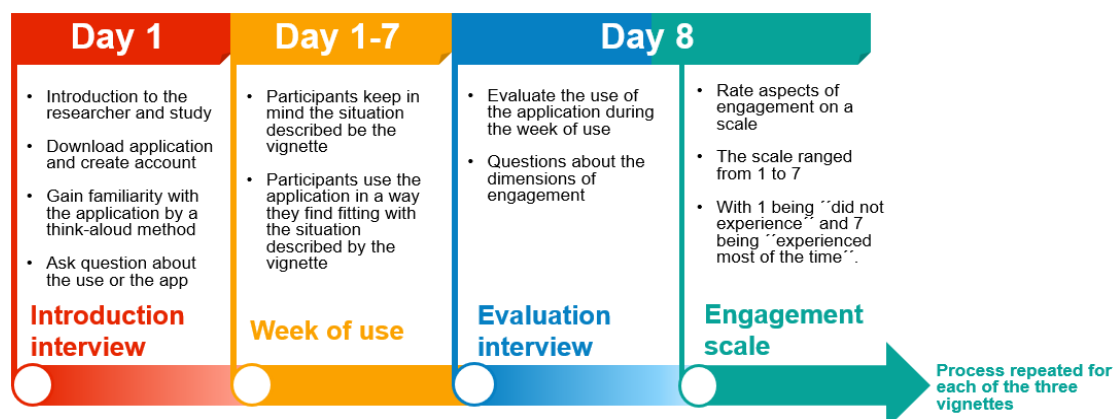 Day 1
• Introduction to the
researcher and study
• Download application
and create account
• Gain familiarity with
the application by a
think-aloud method
• Ask question about
the use or the app
Introduction
interview
Day 1-7
• Participants keep in
mind the situation
described be the
vignette
• Participants use the
application in a way
they find fitting with
the situation
described by the
vignette
Week of use
Day 8
• Evaluate the use of
the application during
the week of use
• Questions about the
dimensions of
engagement
Evaluation
interview
• Rate aspects of
engagement on a
scale
• The scale ranged
from 1 to 7
• With 1 being ´´did not
experience´´ and 7
being ´´experienced
most of the time´´.
Engagement
scale
Process repeated for
each of the three
vignettes